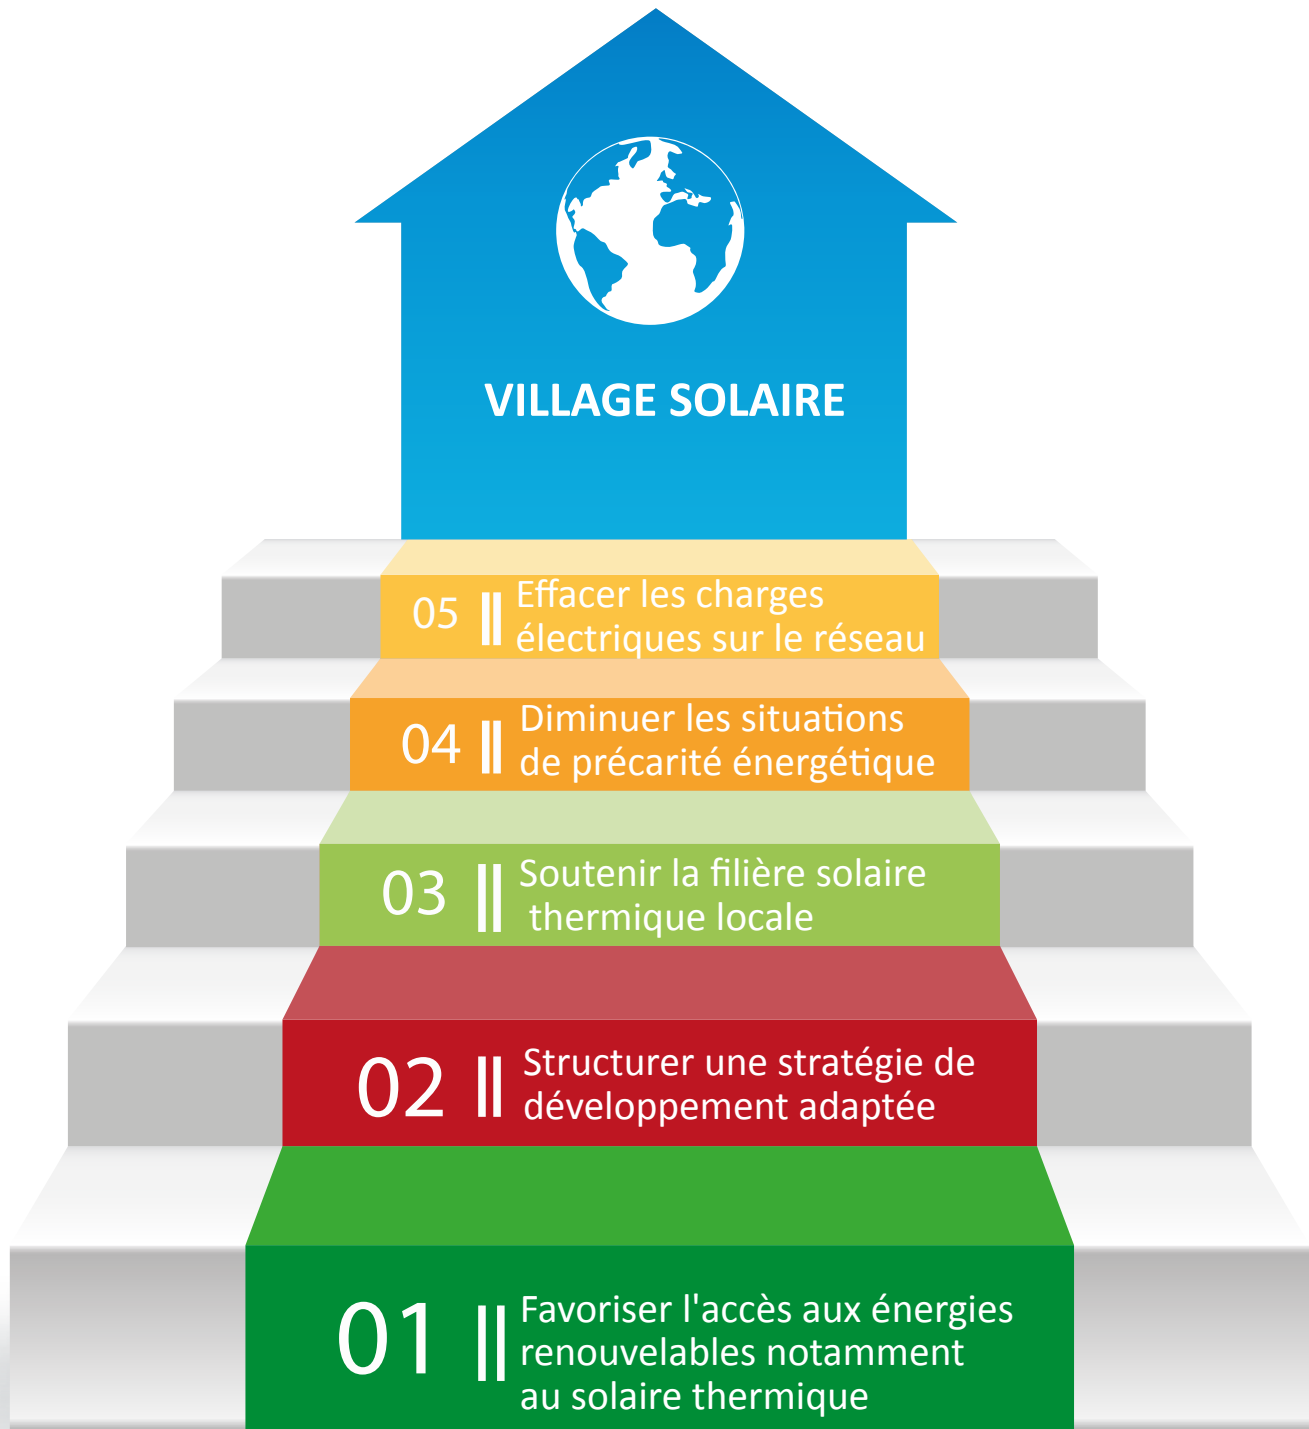 VILLAGE SOLAIRE
05
Effacer les charges
électriques sur le réseau
04
Diminuer les situations
de précarité énergétique
03
Soutenir la filière solaire
thermique locale
02
Structurer une stratégie de
développement adaptée
01
Favoriser l'accès aux énergies
renouvelables notamment
au solaire thermique